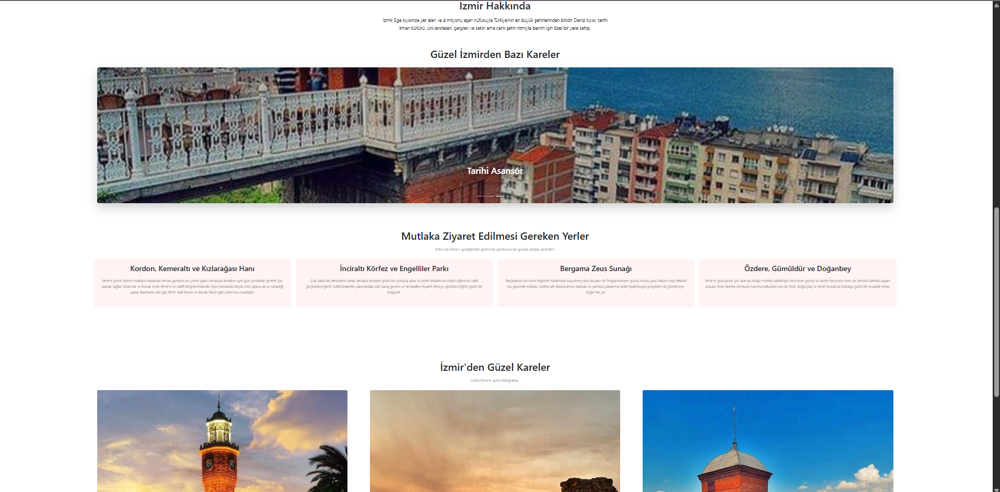 İzmir Hakkında
İzmir, Ege kıyısında yer alan ve 4 milyonu aşan nüfusuyla Türkiye'nin en büyük şehirlerinden biridir. Deniz kıyısı, tarihi
liman kültürü, üniversiteleri, çarşıları ve sakin ama canlı şehir ritmiyle benim için özel bir yere sahip.
Güzel İzmirden Bazı Kareler
Tarihi Asansör
Mutlaka Ziyaret Edilmesi Gereken Yerler
Sizler için İzmir'e geldiğinizde görmeniz gerekecek bir günlük rotaları derledim.
Kordon, Kemeraltı ve Kızlarağası Hanı
İzmir'e gelen birinin mutlaka rotasında olması gereken bu yerler yakın olmasıyla beraber aynı gün içerisinde gezinti için
olanak sağlar. Alsancak ve Konak civarı İzmir'in en aktif bölgelerindendir. Aynı zamanda birçok eski yapıya da ev sahipliği
yapar. Basmane eski gar, İzmir Saat Kulesi ve Konak İskele gibi yerler bu civardadır.
İnciraltı Körfez ve Engelliler Parkı
Çok sakin bir atmosfere sahip olmakla beraber güzel bir yürüyüş alanı ve bisim bisiklet servisiyle eğlenceli vakit
geçirebileceğiniz, hatta bisikletle yakınlardaki eski savaş gemisi ve denizaltını ziyaret etmeye gidebileceğiniz güzel bir
bölgedir.
Bergama Zeus Sunağı
Parçalarının bir kısmı İngilizler tarafından kaçırılmış olsa da yine de Pergamonların güney kuzey yolu üstüne inşa ettikleri
bu güvenlik noktası, müthiş altı doldurulmuş tapınak ve yamaca yaslanmış antik tiyatrosuyla gerçekten de görülmeye
değer bir yer.
Özdere, Gümüldür ve Doğanbey
İzmir'in güneyinde yer alan bu bölge müthiş sahilleriyle hem kum güneş ve deniz isteyenler hem de denizin altında yaşam
arayan, tesis sıkıntısı olmayan macera tutkunları için de izole doğal plaj ve deniz kıyılarıyla oldukça güzel bir seyahat rotası.
İzmir'den Güzel Kareler
Güzel İzmir'in güzel fotoğrafları.